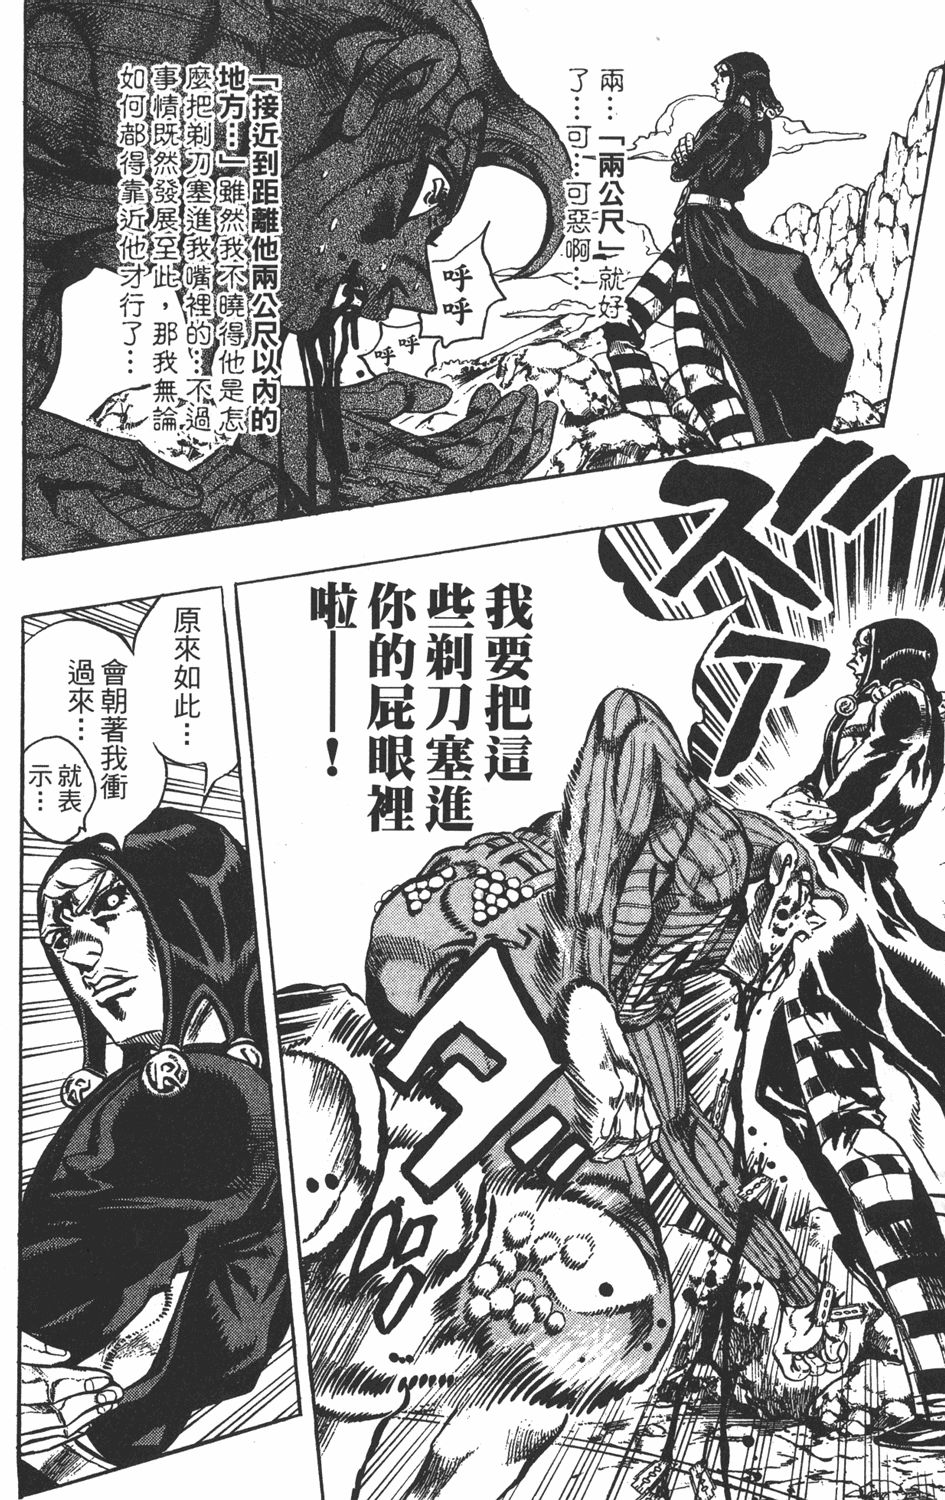 兩…「兩公尺」就好
了…可…可惡啊…
呼
呼
呼
呼
「接近到距離他兩公尺以內的
地方…」雖然我不曉得他是怎
麼把剃刀塞進我嘴裡的…不過
事情既然發展至此，那我無論
如何都得靠近他才行了…
ズアッ
我要把這
些剃刀塞進
你的屁眼裡
啦——！
ダッ
原來如此…
會朝著我衝
過來…
就表
示…
R
R